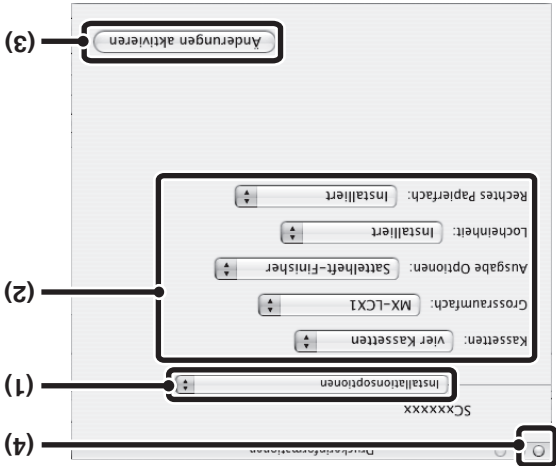 Druckerinformationen
SCxxxxxx
(4)
(1) Installationsoptionen
(2)
Kassetten: vier Kassetten
Grossraumfach: MX-LCX1
Ausgabe Optionen: Sattelheft-Finisher
Locheinheit: Installiert
Rechtes Papierfach: Installiert
(3) Änderungen aktivieren